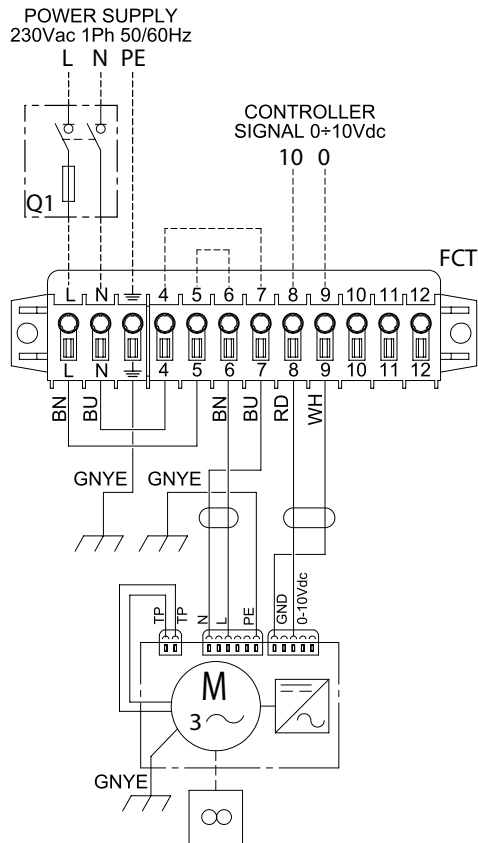 POWER SUPPLY
230Vac 1Ph 50/60Hz
L N PE
CONTROLLER
SIGNAL 0÷10Vdc
10 0
Q1
FCT
L N 4 5 6 7 8 9 10 11 12
L N 4 5 6 7 8 9 10 11 12
BN BU BN BU RD WH
GNYE GNYE
TP TP N L PE GND 0-10Vdc
M
3
GNYE